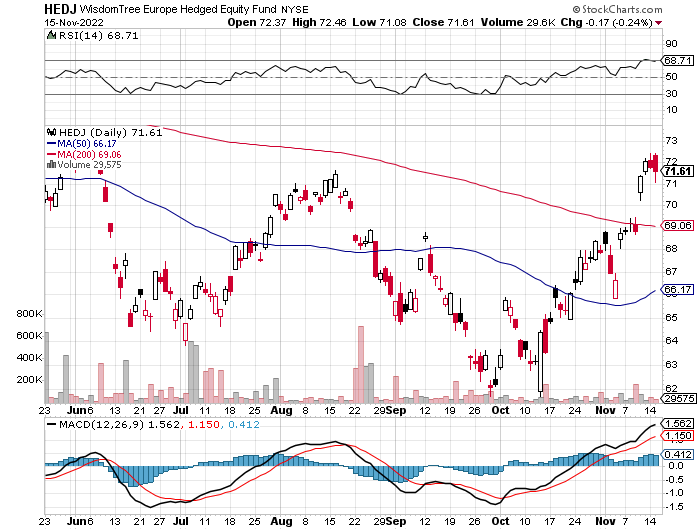 HEDJ WisdomTree Europe Hedged Equity Fund NYSE © StockCharts.com
15-Nov-2022 Open 72.37 High 72.46 Low 71.08 Close 71.61 Volume 29.6K Chg -0.17 (-0.24%)
RSI(14) 68.71
90
68.71
50
30
10
HEDJ (Daily) 71.61
MA(50) 66.17
MA(200) 69.06
Volume 29,575
73
72
71.61
71
70
69.06
68
67
66.17
65
64
63
62
29575
800K
600K
400K
200K
23 Jun 6 13 21 27 Jul 11 18 25 Aug 8 15 22 29 Sep 12 19 26 Oct 10 17 24 Nov 7 14
MACD(12,26,9) 1.562, 1.150, 0.412
1.562
1.150
0.412
0.0
-0.5
-1.0
-1.5
23 Jun 6 13 21 27 Jul 11 18 25 Aug 8 15 22 29 Sep 12 19 26 Oct 10 17 24 Nov 7 14